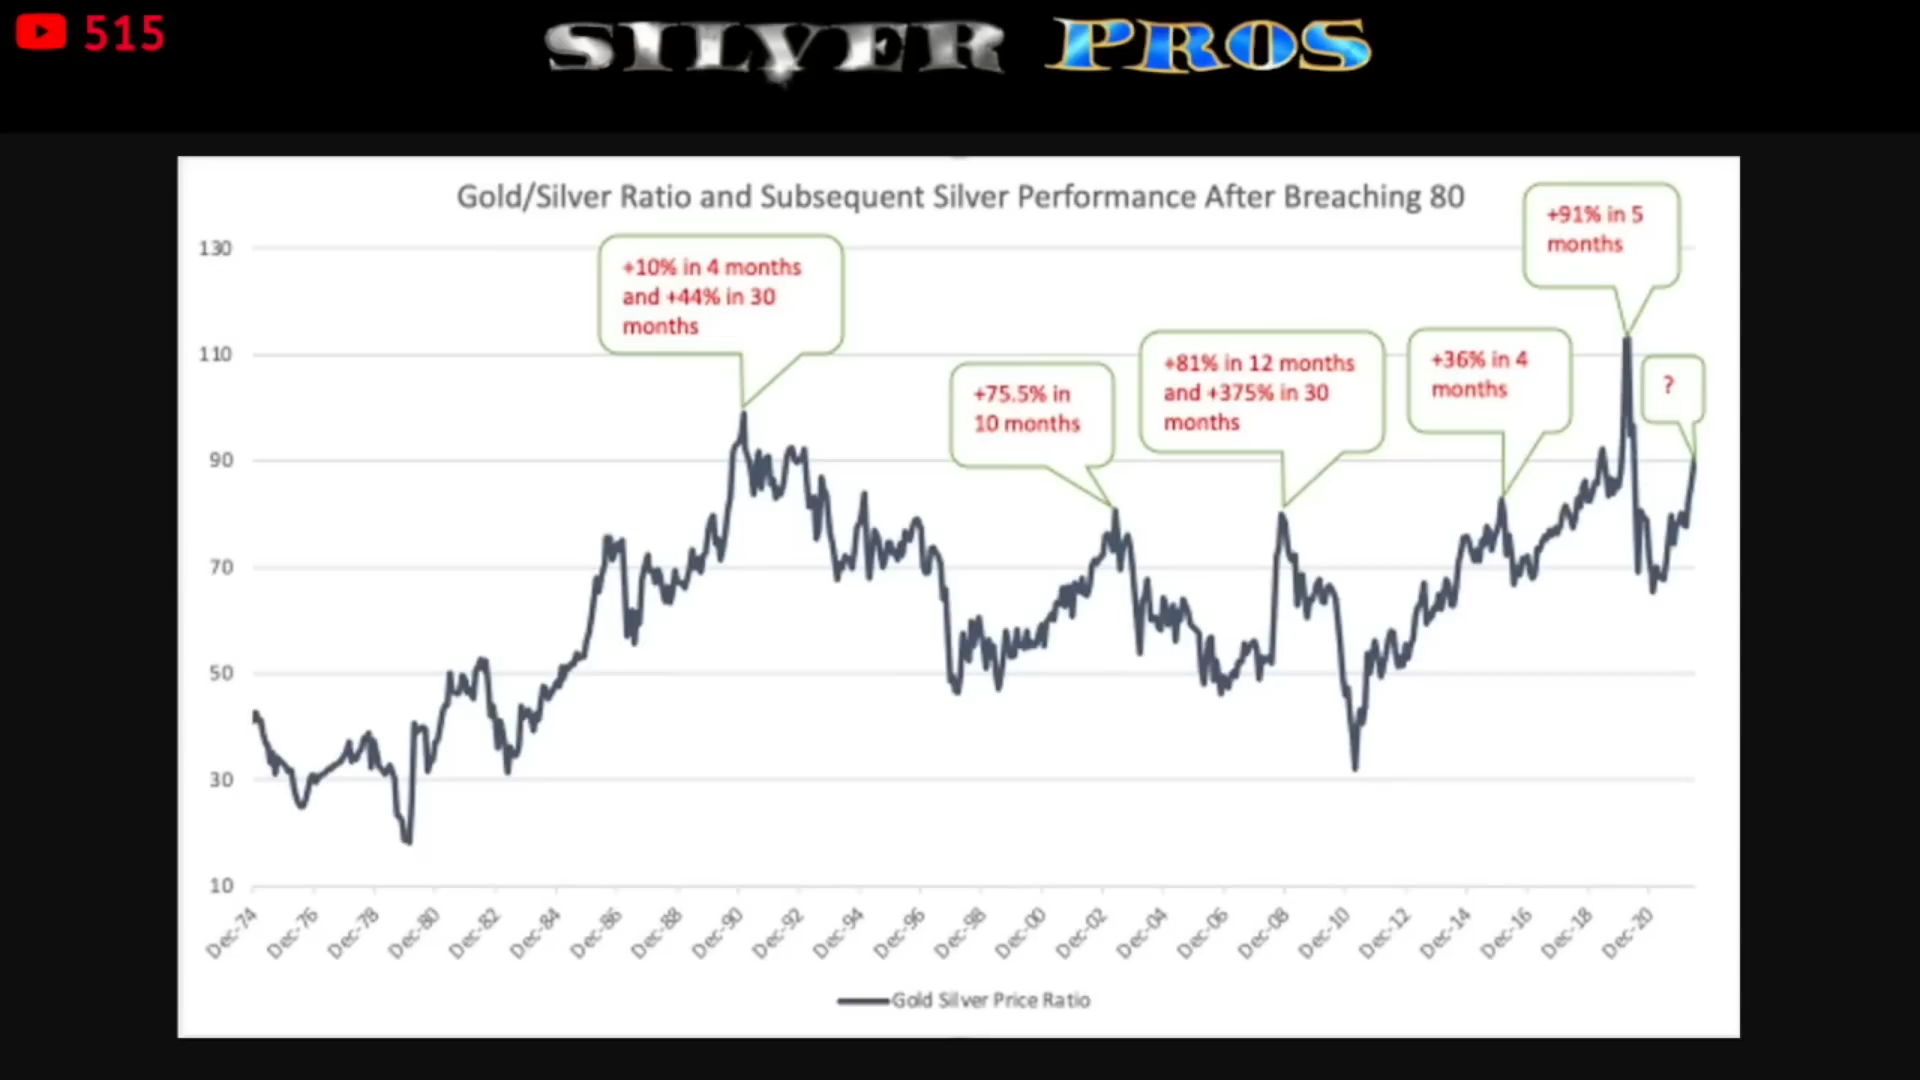 515
SILVER PROS
Gold/Silver Ratio and Subsequent Silver Performance After Breaching 80
+91% in 5
months
+10% in 4 months
and +44% in 30
months
+75.5% in
10 months
+81% in 12 months
and +375% in 30
months
+36% in 4
months
?
130
110
90
70
50
30
10
Dec-74
Dec-76
Dec-78
Dec-80
Dec-82
Dec-84
Dec-86
Dec-88
Dec-90
Dec-92
Dec-94
Dec-96
Dec-98
Dec-00
Dec-02
Dec-04
Dec-06
Dec-08
Dec-10
Dec-12
Dec-14
Dec-16
Dec-18
Dec-20
Gold Silver Price Ratio